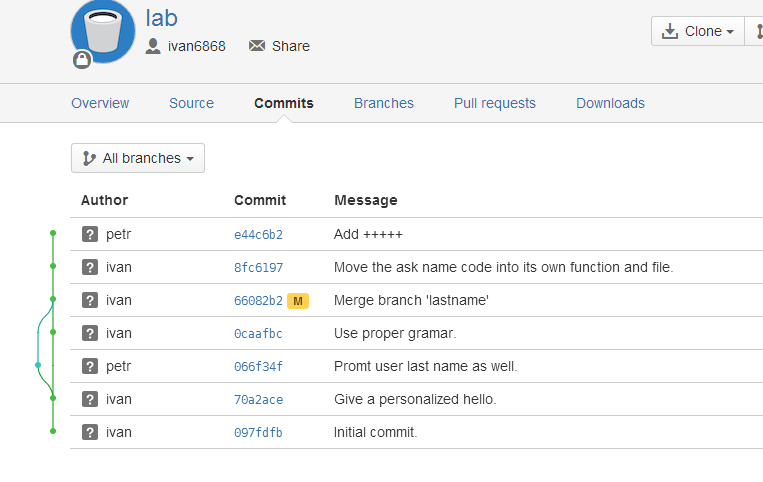 lab
ivan6868 Share
Clone
Overview Source Commits Branches Pull requests Downloads
All branches
Author Commit Message
? petr e44c6b2 Add +++++
? ivan 8fc6197 Move the ask name code into its own function and file.
? ivan 66082b2 M Merge branch 'lastname'
? ivan 0caafbc Use proper gramar.
? petr 066f34f Promt user last name as well.
? ivan 70a2ace Give a personalized hello.
? ivan 097fdfb Initial commit.